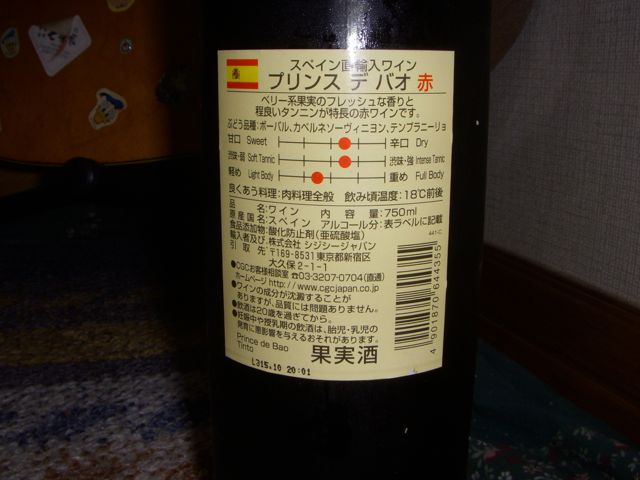 スペイン直輸入ワイン
プリンス デ バオ 赤
ベリー系果実のフレッシュな香りと
程良いタンニンが特長の赤ワインです。
ぶどう品種:ボーバル、カベルネソーヴィニヨン、テンプラニーリョ
甘口 Sweet 辛口 Dry
渋味・弱 Soft Tannic 渋味・強 Intense Tannic
軽め Light Body 重め Full Body
良くあう料理:肉料理全般 飲み頃温度:18℃前後
品名:ワイン 内容量:750ml
原産国名:スペイン アルコール分:表ラベルに記載
食品添加物:酸化防止剤(亜硫酸塩) 441-C
輸入者及び 株式会社 シジシージャパン
引取先:〒169-8531東京都新宿区
大久保2-1-1
●CGCお客様相談室 ☎03-3207-0704(直通)
ホームページ http://www.cgcjapan.co.jp
●ワインの成分が沈澱することが
ありますが、品質には問題ありません。
●飲酒は20歳を過ぎてから。
●妊娠中や授乳期の飲酒は、胎児・乳児の
発育に悪影響を与えるおそれがあります。
Prince de Bao
Tinto
果実酒
L315.10 20:01
4 901870 644355